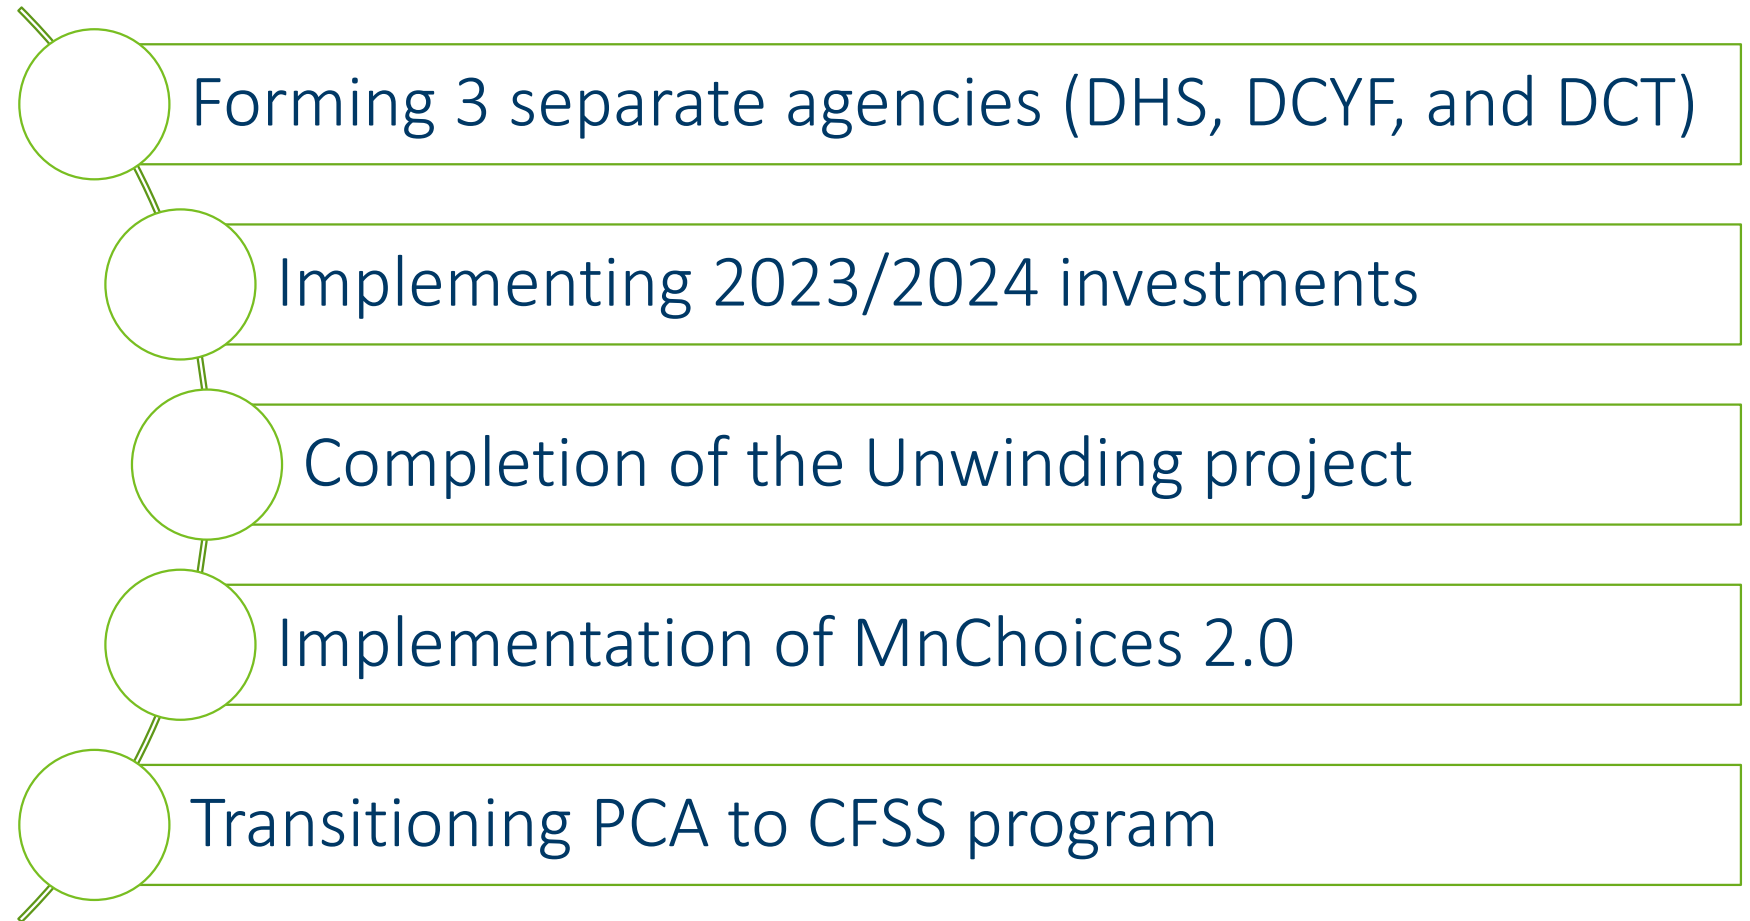 Forming 3 separate agencies (DHS, DCYF, and DCT)
Implementing 2023/2024 investments
Completion of the Unwinding project
Implementation of MnChoices 2.0
Transitioning PCA to CFSS program